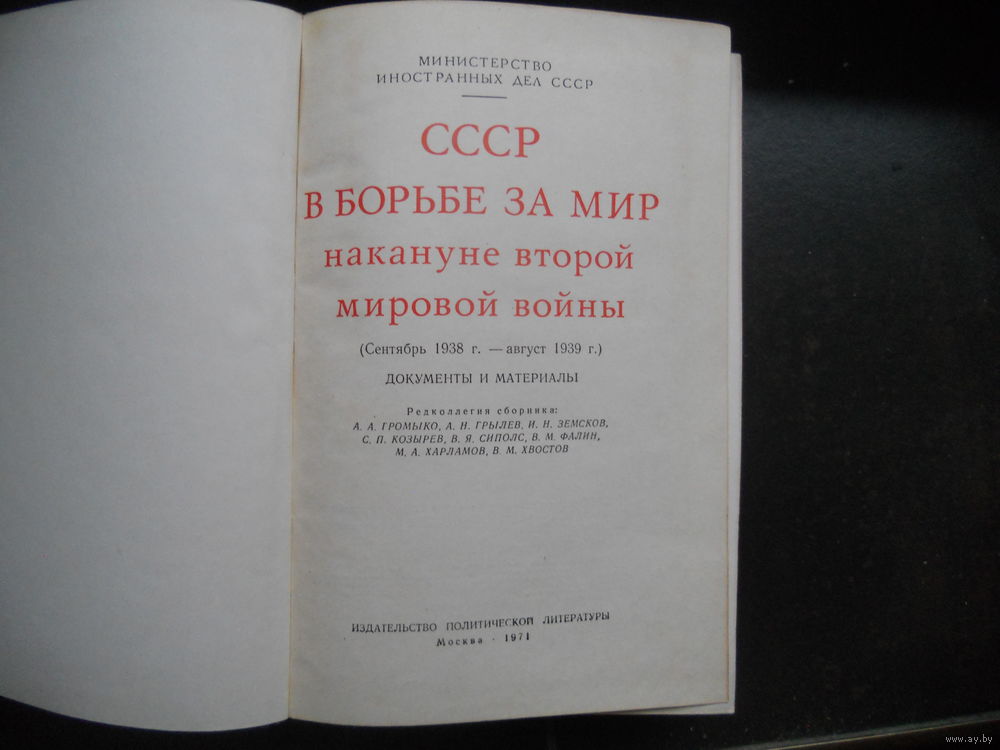 МИНИСТЕРСТВО
ИНОСТРАННЫХ ДЕЛ СССР
СССР
В БОРЬБЕ ЗА МИР
накануне второй
мировой войны
(Сентябрь 1938 г. — август 1939 г.)
ДОКУМЕНТЫ И МАТЕРИАЛЫ
Редколлегия сборника:
А. А. ГРОМЫКО, А. Н. ГРЫЛЕВ, И. Н. ЗЕМСКОВ,
С. П. КОЗЫРЕВ, В. Я. СИПОЛС, В. М. ФАЛИН,
М. А. ХАРЛАМОВ, В. М. ХВОСТОВ
ИЗДАТЕЛЬСТВО ПОЛИТИЧЕСКОЙ ЛИТЕРАТУРЫ
Москва · 1971
www.ay.by